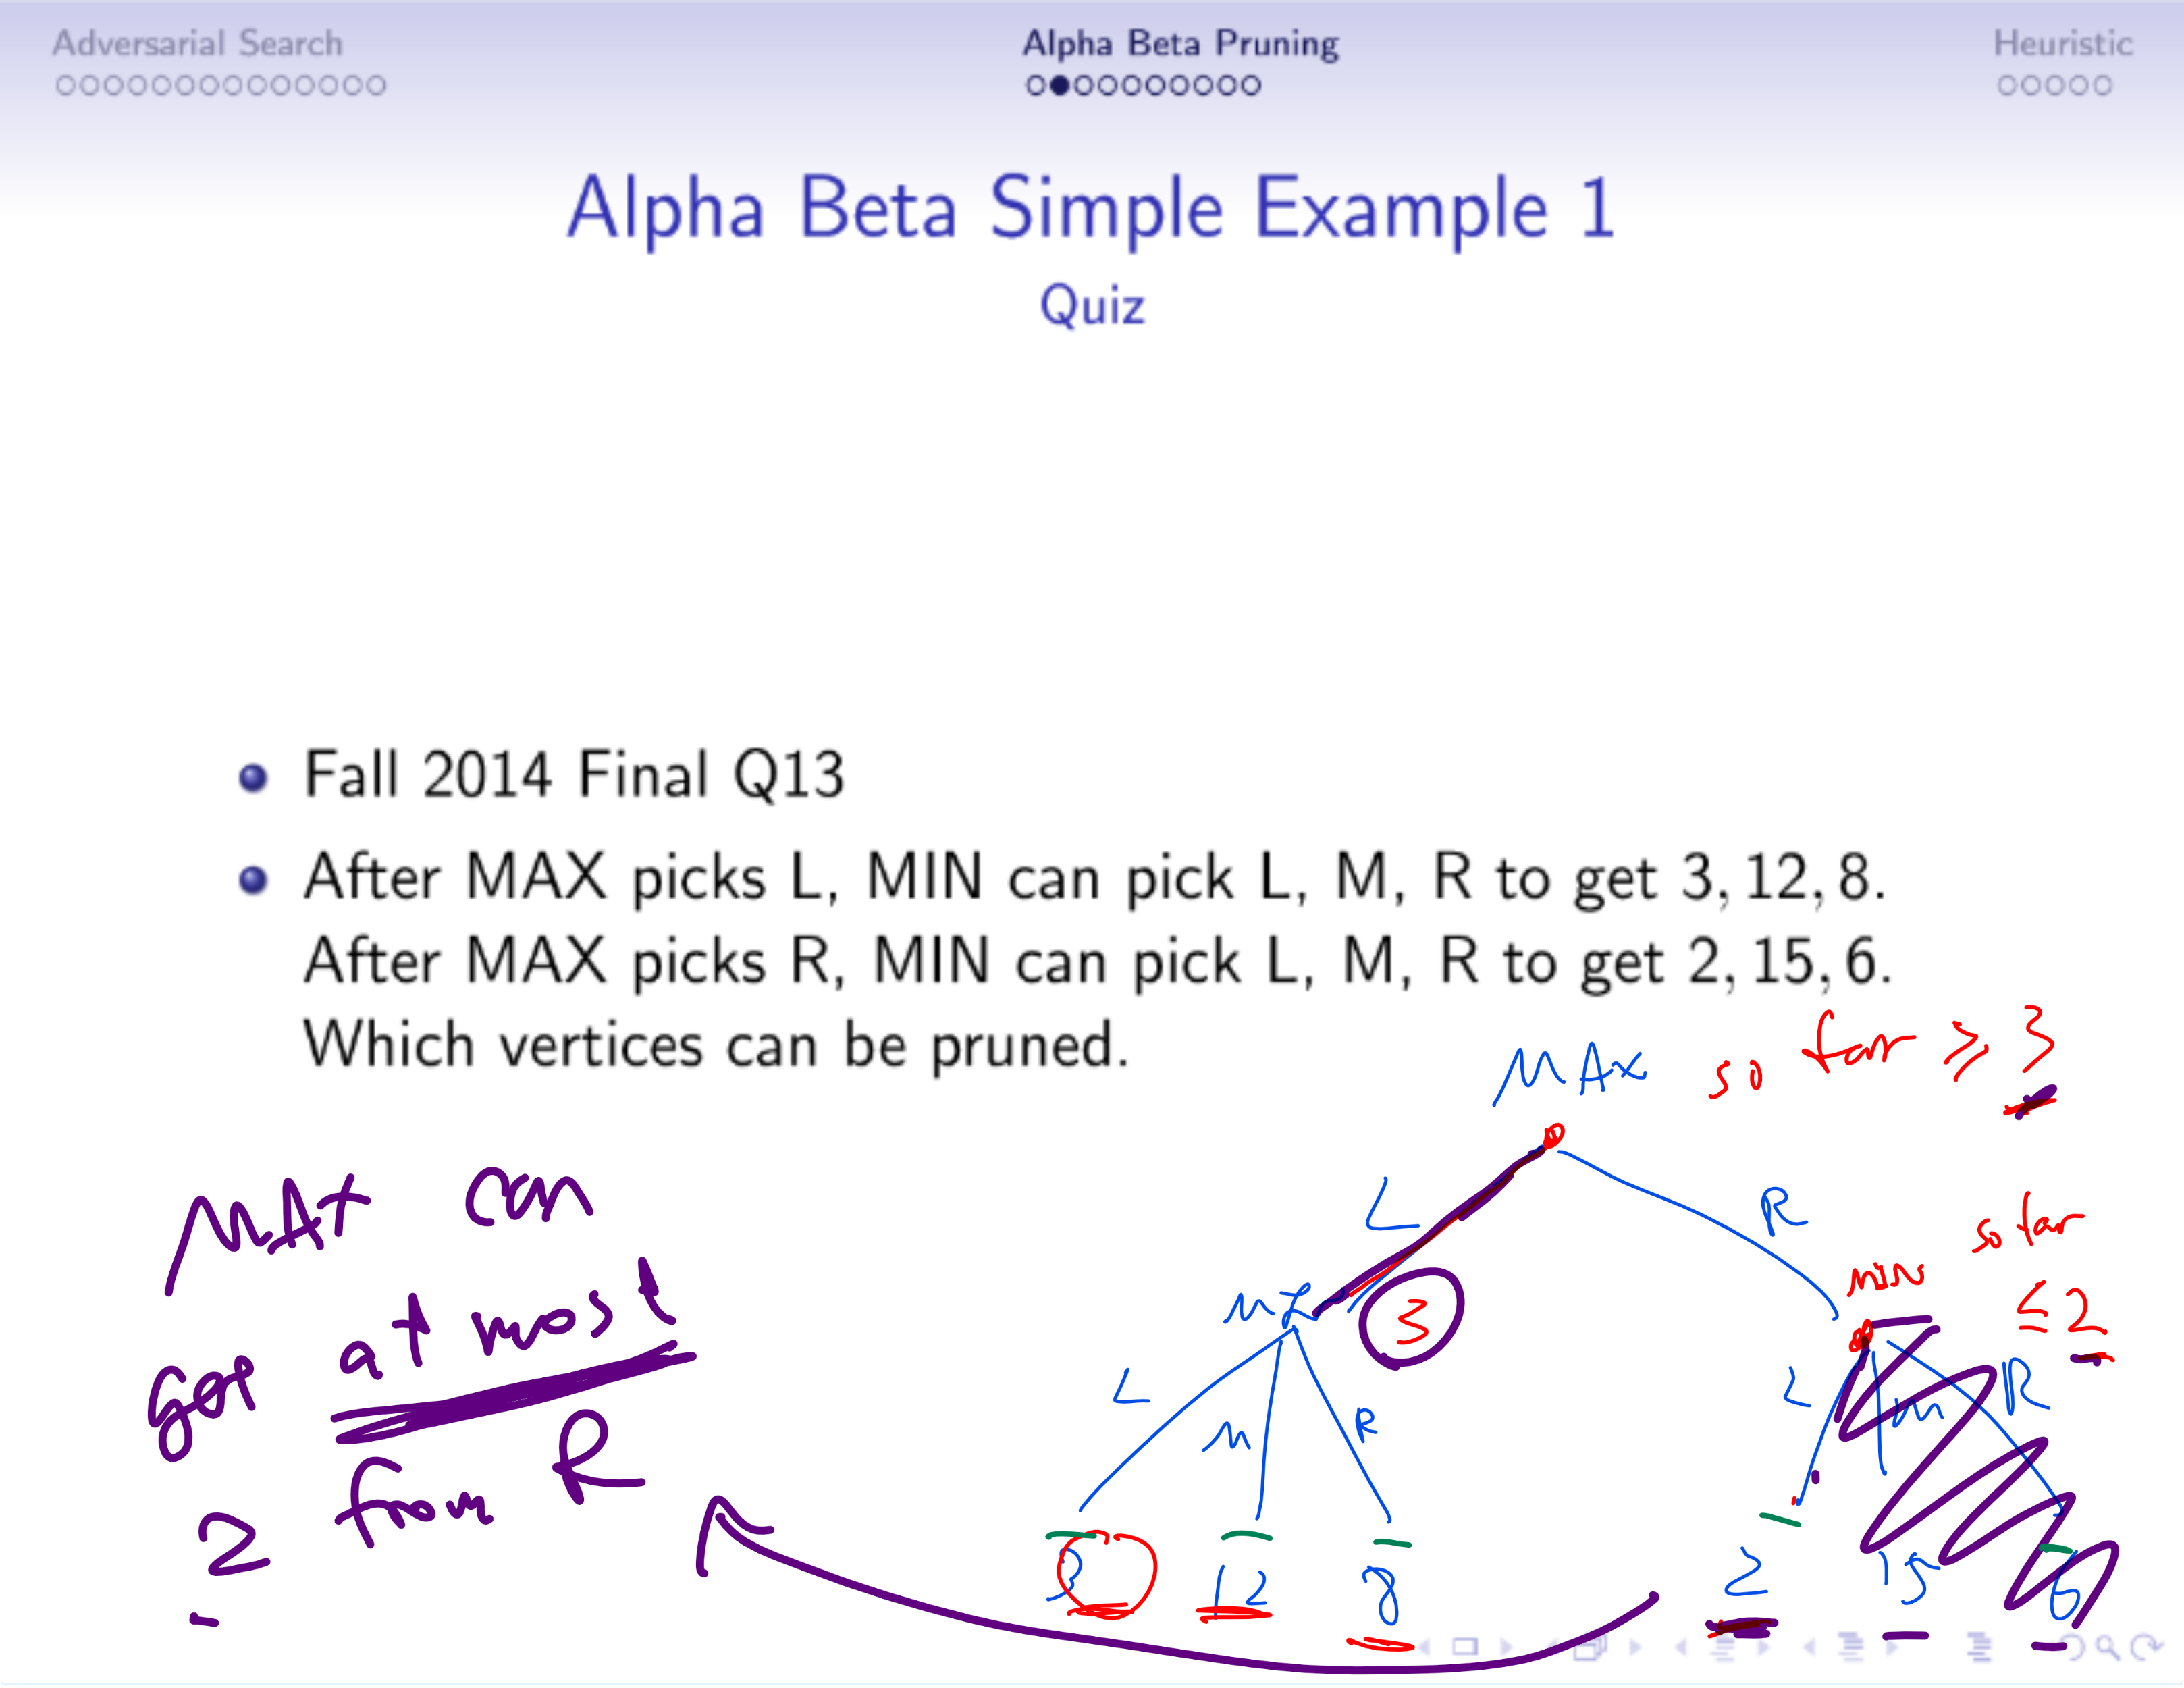 Adversarial Search
Alpha Beta Pruning
Heuristic
Alpha Beta Simple Example 1
Quiz
Fall 2014 Final Q13
After MAX picks L, MIN can pick L, M, R to get 3, 12, 8.
After MAX picks R, MIN can pick L, M, R to get 2, 15, 6.
Which vertices can be pruned.
MAX so far ≥ 3
MAX can
get at most
2 from R
L
R
so far
MIN
≤ 2
3
L
M
R
L
M
R
3
12
8
2
15
6